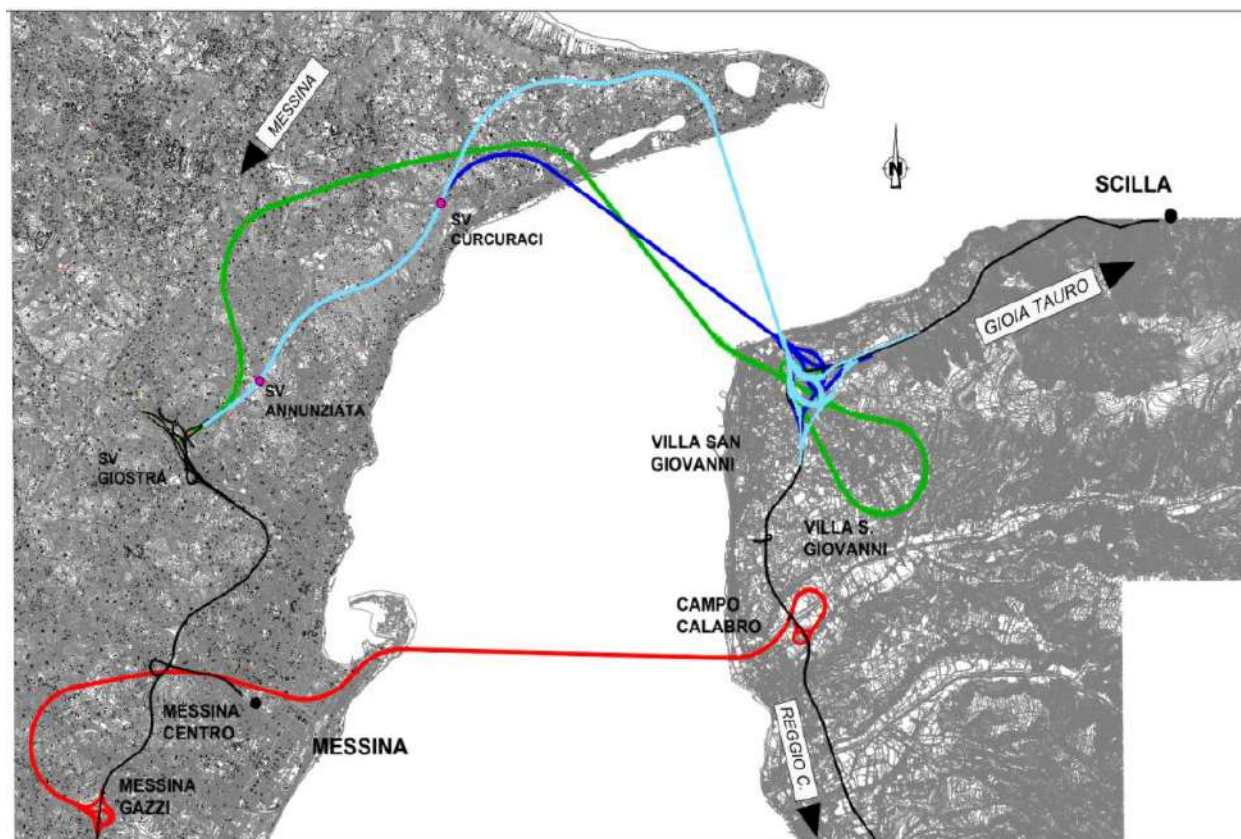 MESSINA
N
SCILLA
SV
CURCURACI
GIOIA TAURO
SV
ANNUNZIATA
SV
GIOSTRA
VILLA SAN
GIOVANNI
VILLA S.
GIOVANNI
CAMPO
CALABRO
MESSINA
CENTRO
MESSINA
REGGIO C.
MESSINA
GAZZI